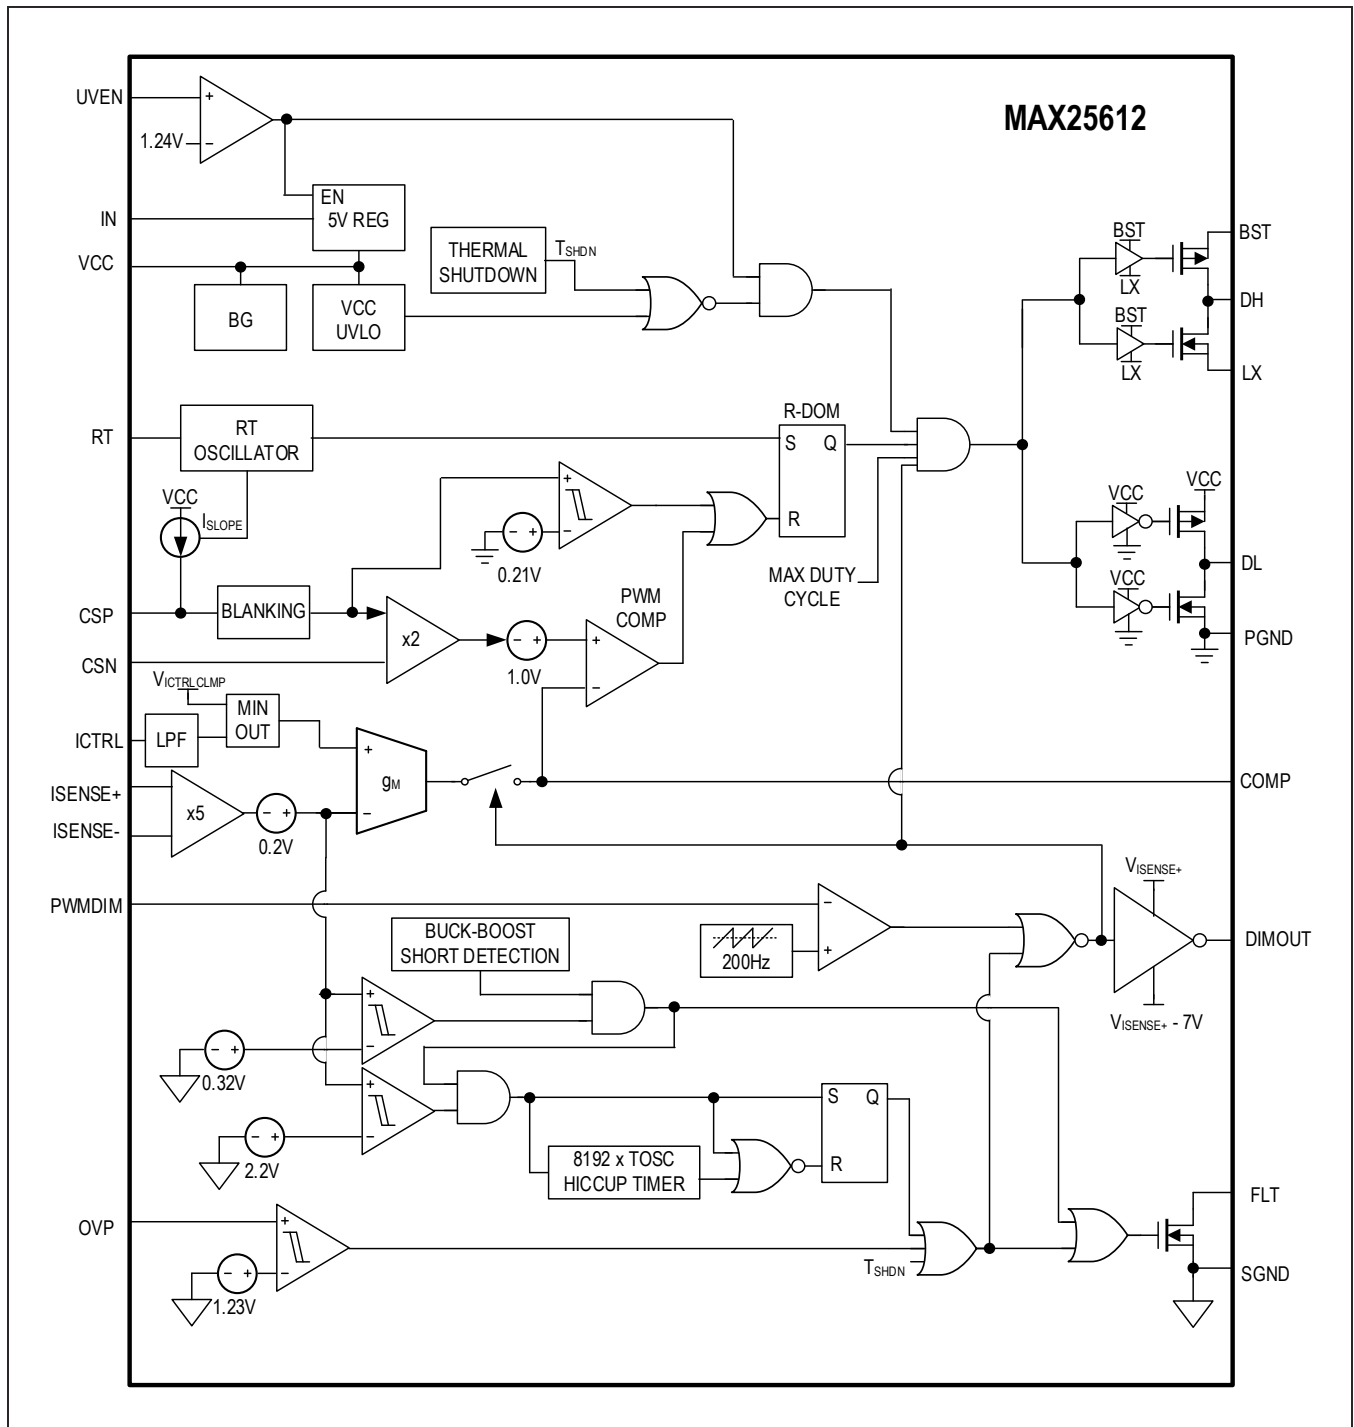 MAX25612
UVEN
+
1.24V
−
EN
5V REG
IN
VCC
BG
VCC
UVLO
THERMAL
SHUTDOWN
TSHDN
BST
LX
BST
LX
BST
DH
LX
RT
RT
OSCILLATOR
VCC
ISLOPE
R-DOM
S Q
R
+
−
− +
0.21V
MAX DUTY
CYCLE
VCC
VCC
VCC
DL
PGND
CSP
BLANKING
x2
− +
1.0V
PWM
COMP
+
−
CSN
VICTRLCLMP
MIN
OUT
ICTRL
LPF
+
gM
−
COMP
ISENSE+
x5
ISENSE-
− +
0.2V
PWMDIM
BUCK-BOOST
SHORT DETECTION
200Hz
−
+
VISENSE+
DIMOUT
VISENSE+ - 7V
+
−
− +
0.32V
+
−
− +
2.2V
S Q
R
8192 x TOSC
HICCUP TIMER
OVP
+
−
− +
1.23V
TSHDN
FLT
SGND